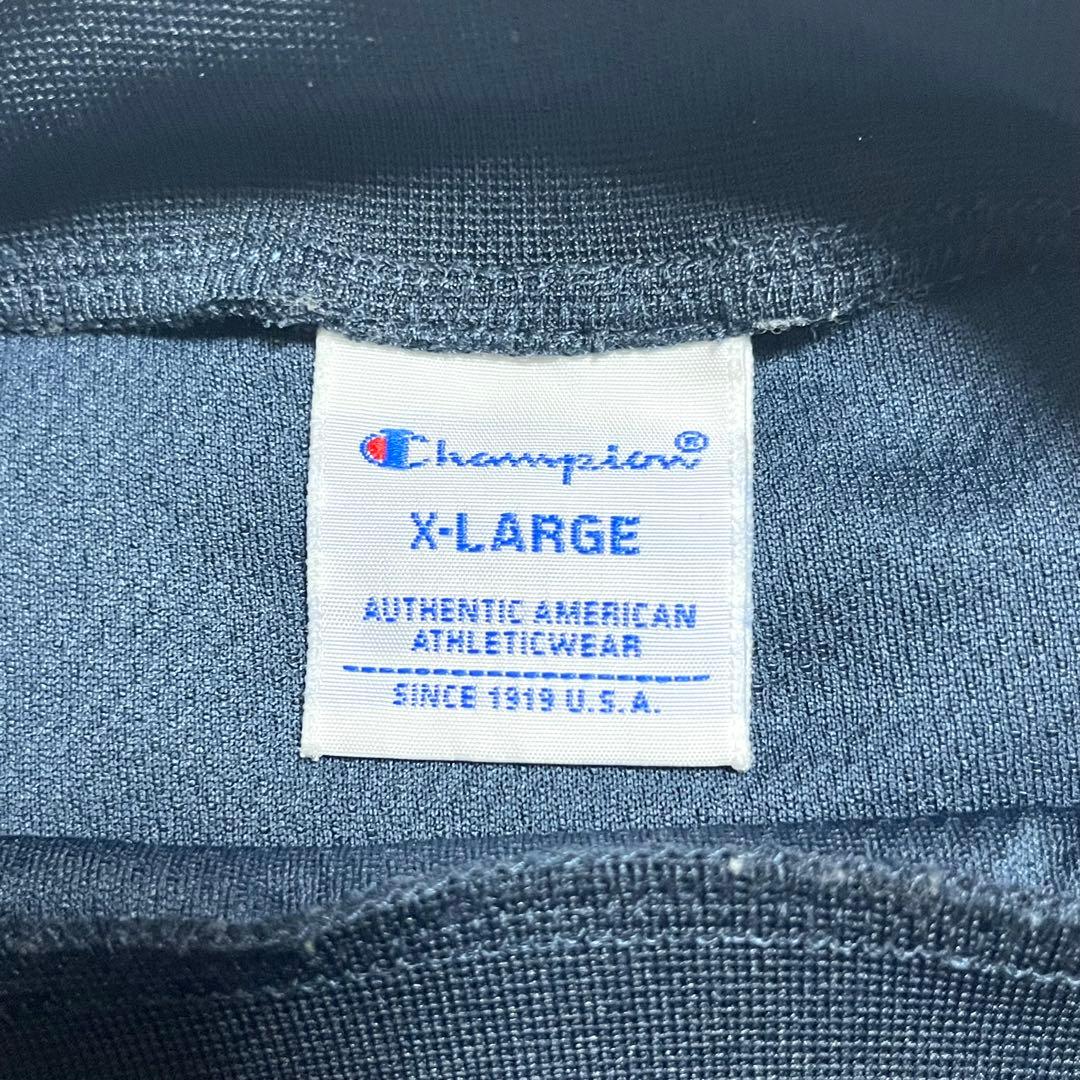 Champion®
X-LARGE
AUTHENTIC AMERICAN
ATHLETICWEAR
SINCE 1919 U.S.A.